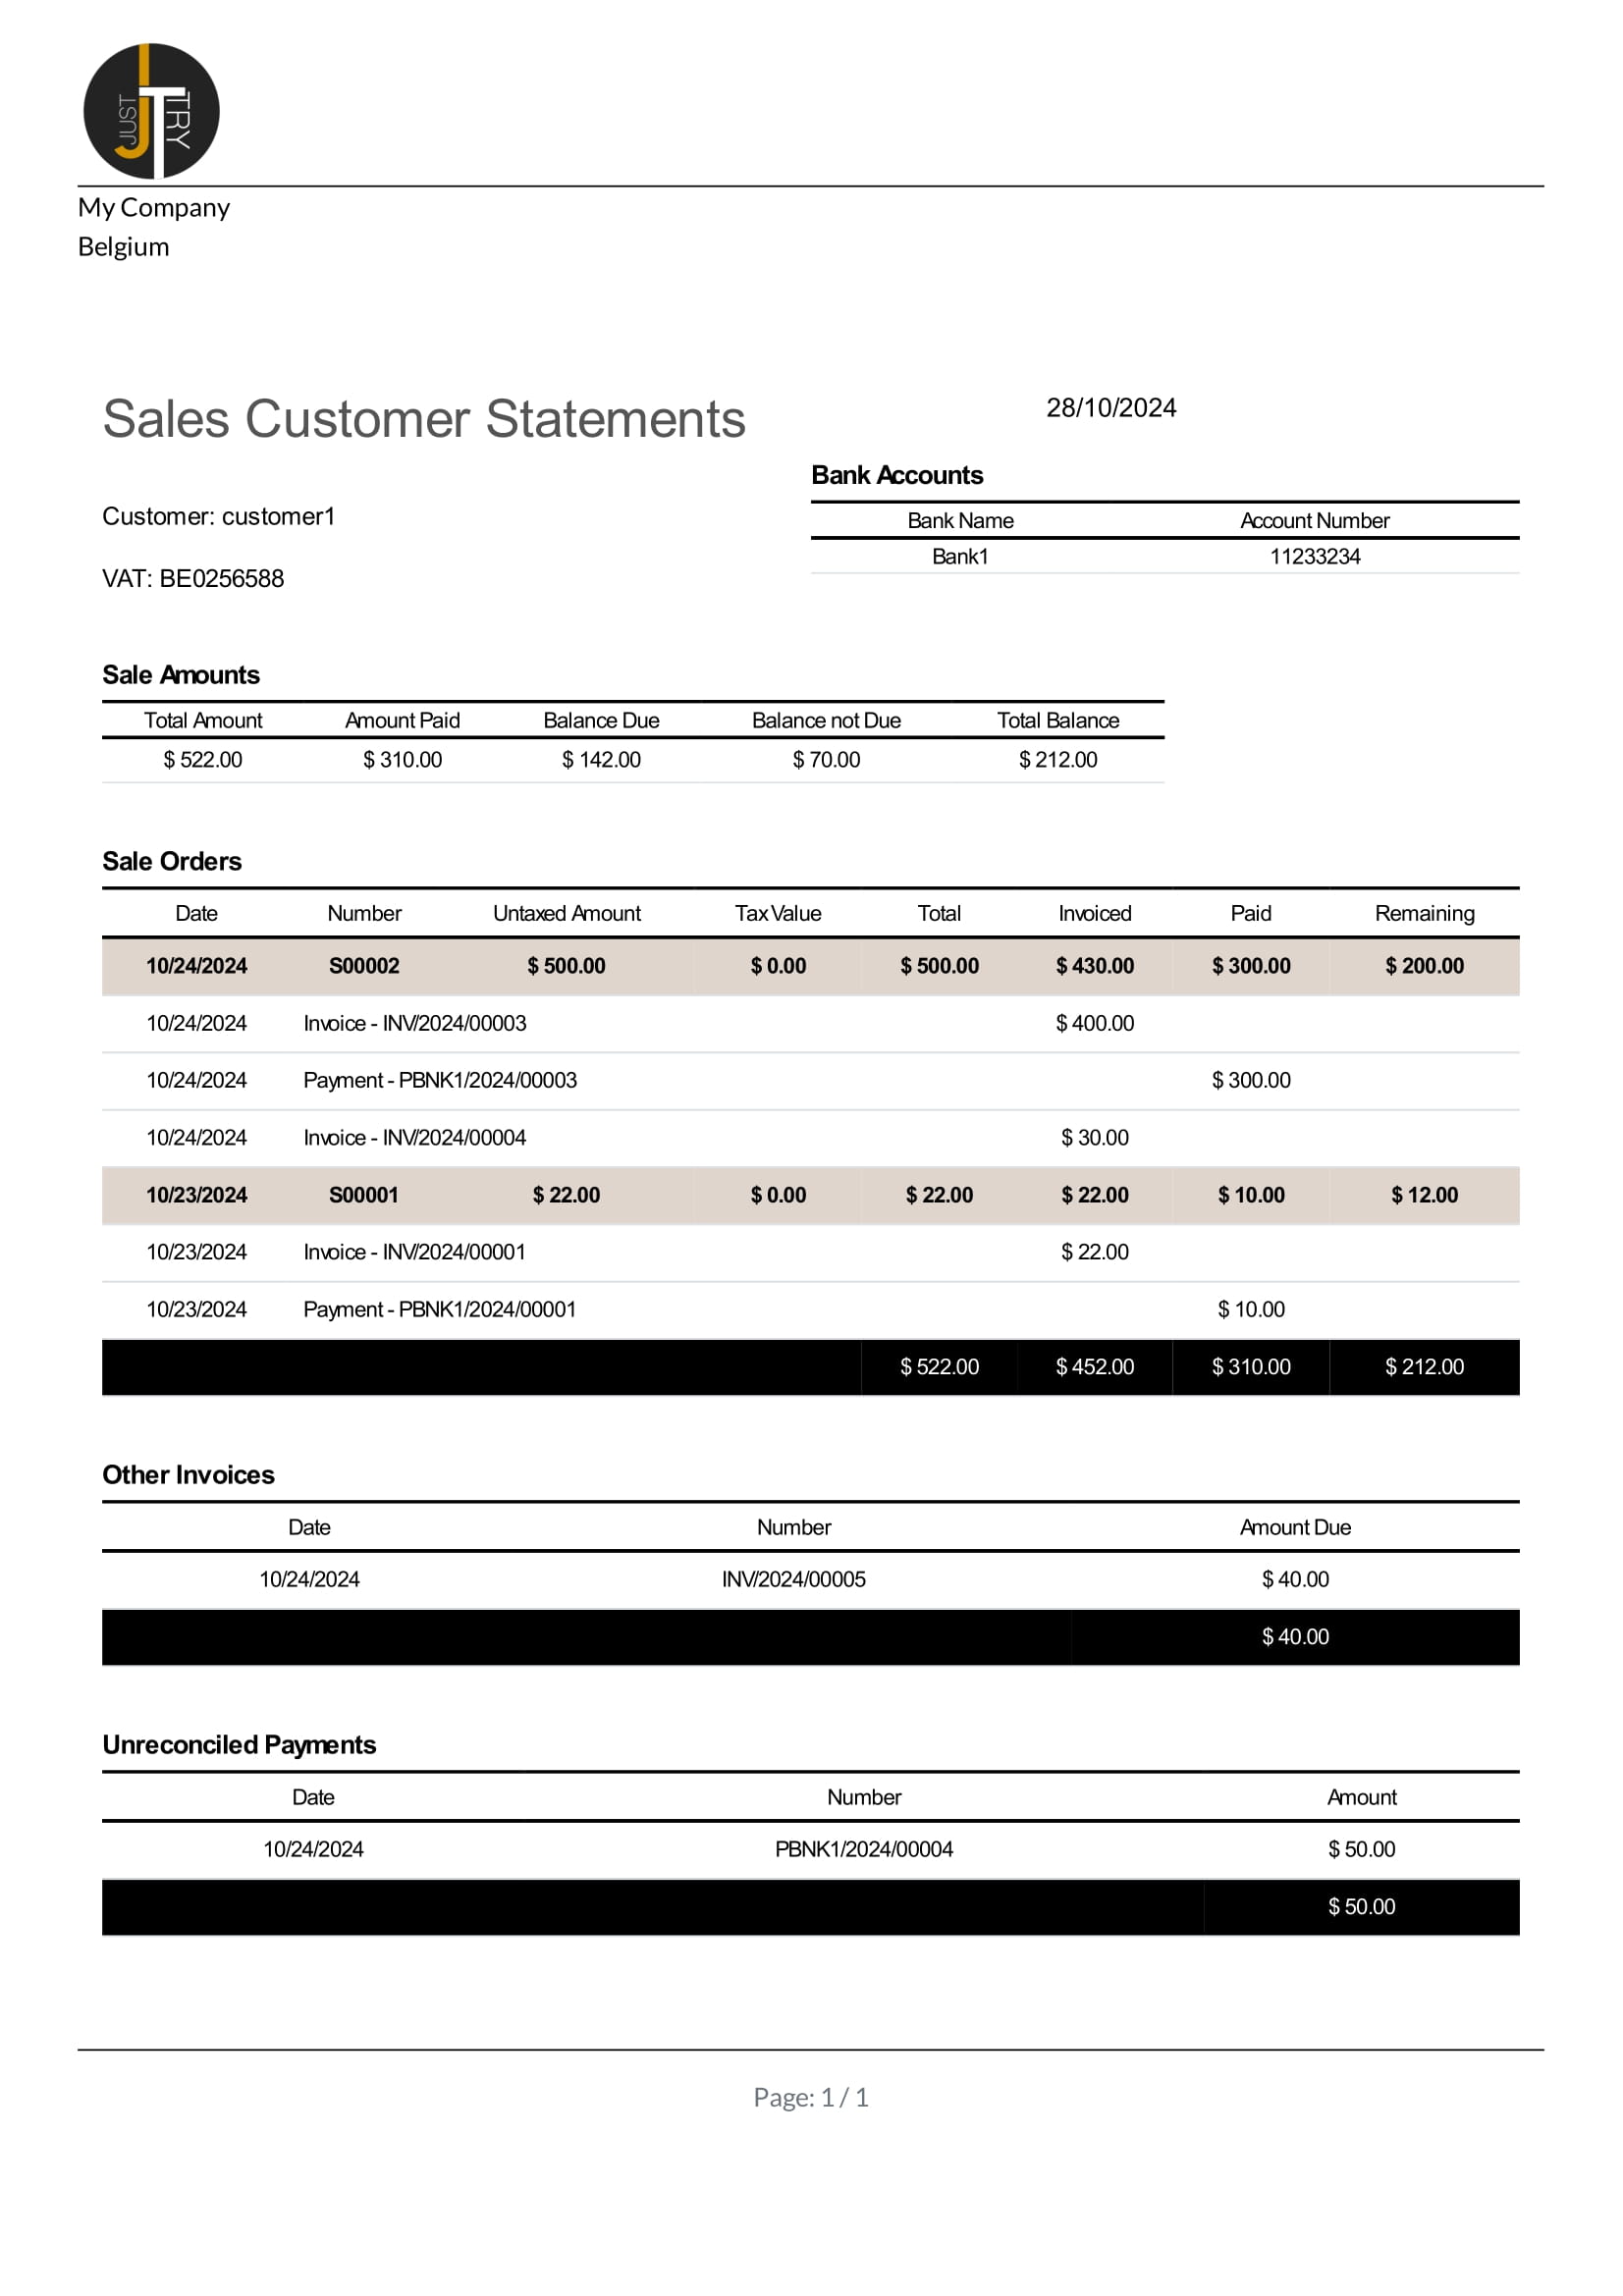 JUST
TRY
JT
My Company
Belgium
Sales Customer Statements
28/10/2024
Customer: customer1
VAT: BE0256588
Bank Accounts
Bank Name Account Number
Bank1 11233234
Sale Amounts
Total Amount Amount Paid Balance Due Balance not Due Total Balance
$ 522.00 $ 310.00 $ 142.00 $ 70.00 $ 212.00
Sale Orders
Date Number Untaxed Amount Tax Value Total Invoiced Paid Remaining
10/24/2024 S00002 $ 500.00 $ 0.00 $ 500.00 $ 430.00 $ 300.00 $ 200.00
10/24/2024 Invoice - INV/2024/00003 $ 400.00
10/24/2024 Payment - PBNK1/2024/00003 $ 300.00
10/24/2024 Invoice - INV/2024/00004 $ 30.00
10/23/2024 S00001 $ 22.00 $ 0.00 $ 22.00 $ 22.00 $ 10.00 $ 12.00
10/23/2024 Invoice - INV/2024/00001 $ 22.00
10/23/2024 Payment - PBNK1/2024/00001 $ 10.00
$ 522.00 $ 452.00 $ 310.00 $ 212.00
Other Invoices
Date Number Amount Due
10/24/2024 INV/2024/00005 $ 40.00
$ 40.00
Unreconciled Payments
Date Number Amount
10/24/2024 PBNK1/2024/00004 $ 50.00
$ 50.00
Page: 1 / 1